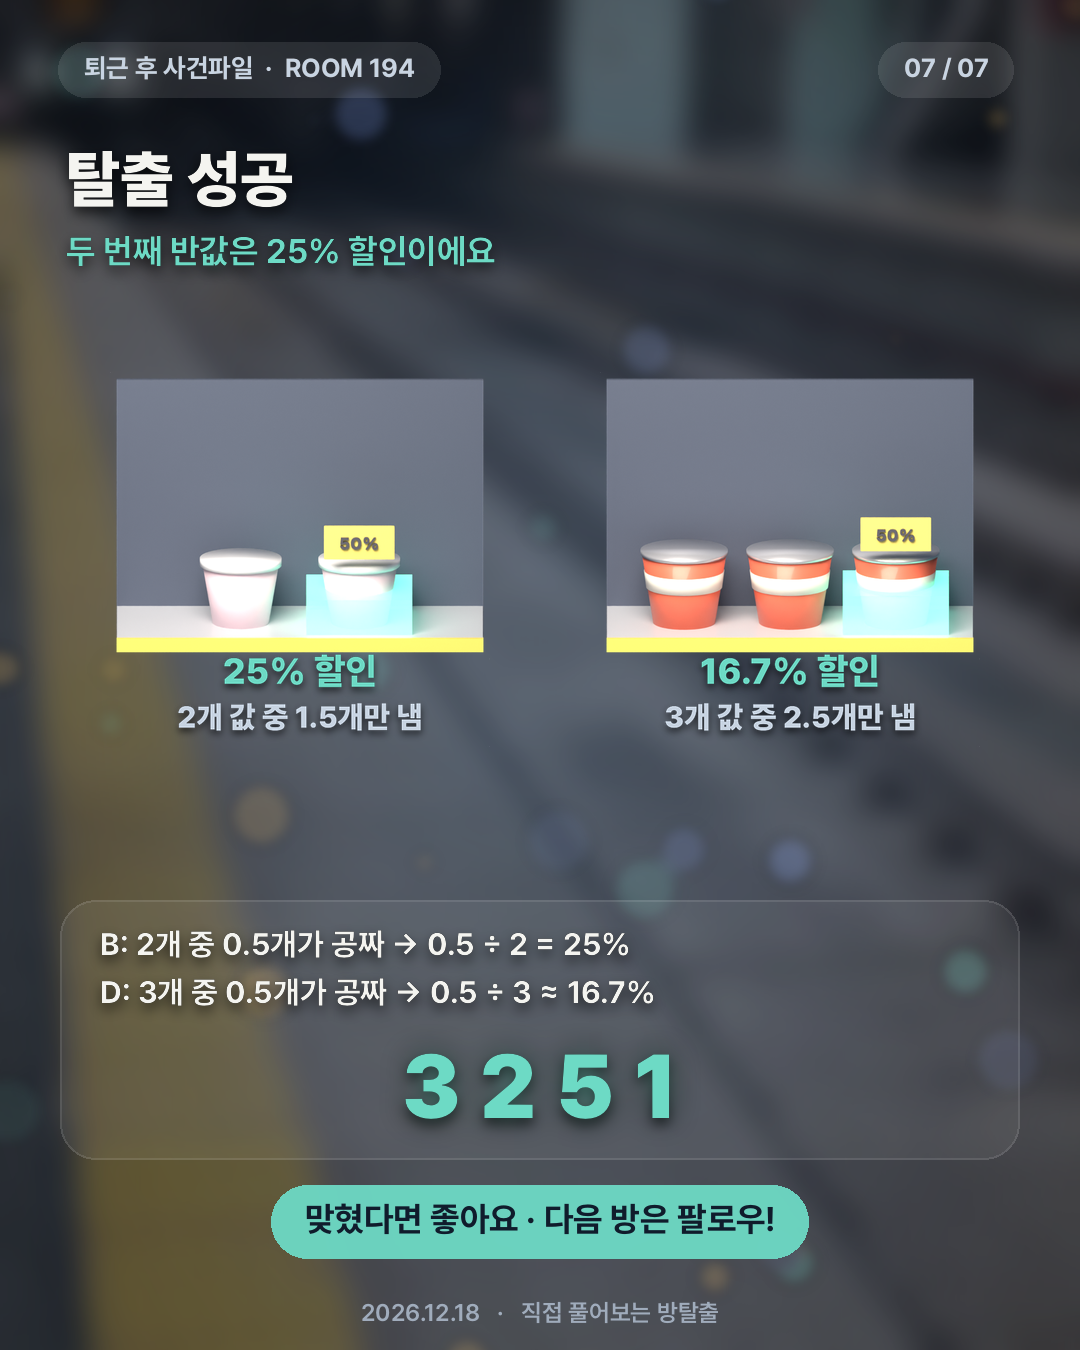 퇴근 후 사건파일 · ROOM 194
07 / 07
탈출 성공
두 번째 반값은 25% 할인이에요
50%
50%
25% 할인
2개 값 중 1.5개만 냄
16.7% 할인
3개 값 중 2.5개만 냄
B: 2개 중 0.5개가 공짜 → 0.5 ÷ 2 = 25%
D: 3개 중 0.5개가 공짜 → 0.5 ÷ 3 ≈ 16.7%
3 2 5 1
맞혔다면 좋아요 · 다음 방은 팔로우!
2026.12.18 · 직접 풀어보는 방탈출